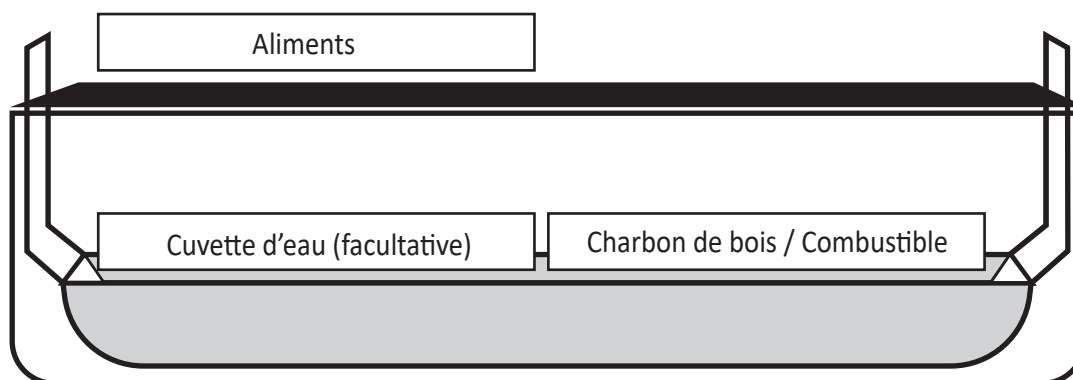 Aliments
Cuvette d'eau (facultative)
Charbon de bois / Combustible